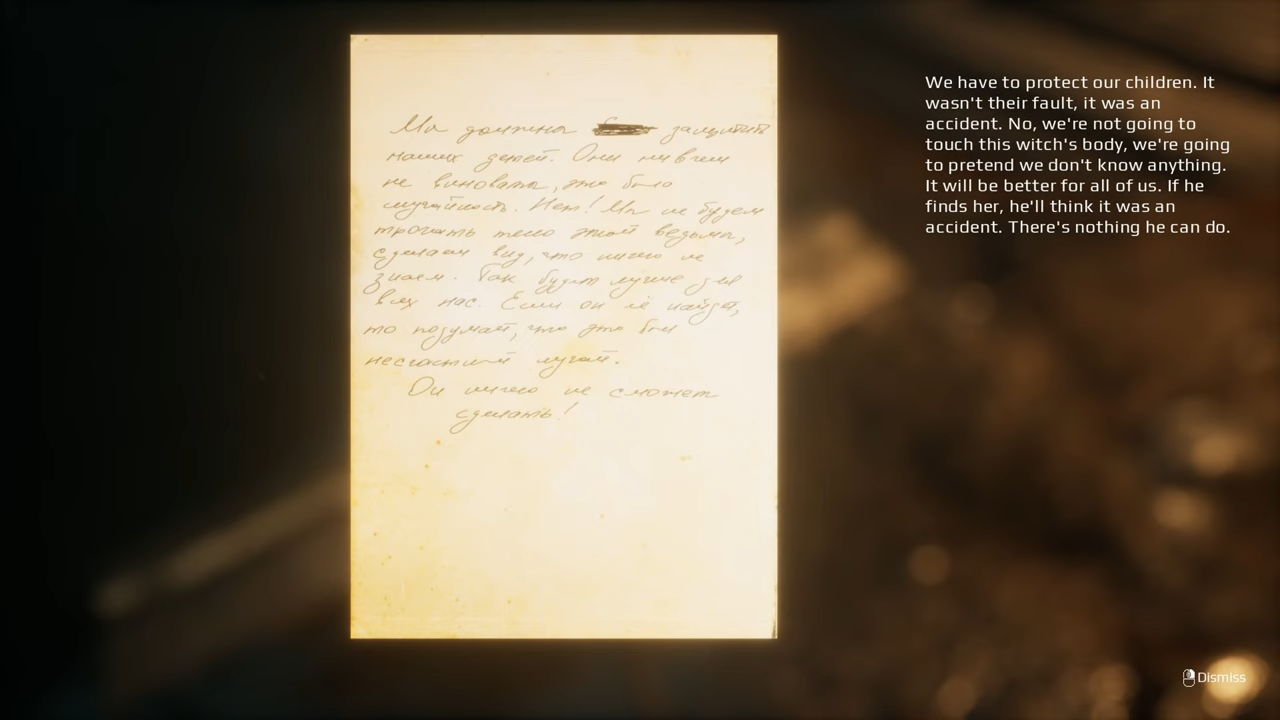 Мы должны защитить
наших детей. Они ни в чем
не виноваты, это была
случайность. Нет! Мы не будем
трогать тело этой ведьмы,
сделаем вид, что ничего не
знаем. Так будет лучше для
всех нас. Если он её найдет,
то подумает, что это был
несчастный случай.
Он ничего не сможет
сделать!
We have to protect our children. It
wasn't their fault, it was an
accident. No, we're not going to
touch this witch's body, we're going
to pretend we don't know anything.
It will be better for all of us. If he
finds her, he'll think it was an
accident. There's nothing he can do.
Dismiss